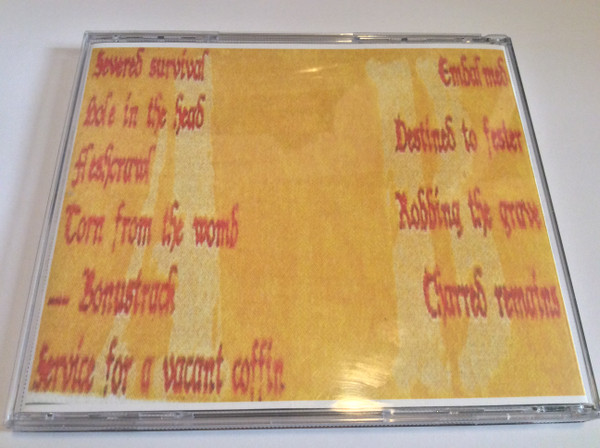 Severed survival
Hole in the head
Fleshcrawl
Torn from the womb
--- Bonustrack
Service for a vacant coffin
Embalmed
Destined to fester
Robbing the grave
Charred remains